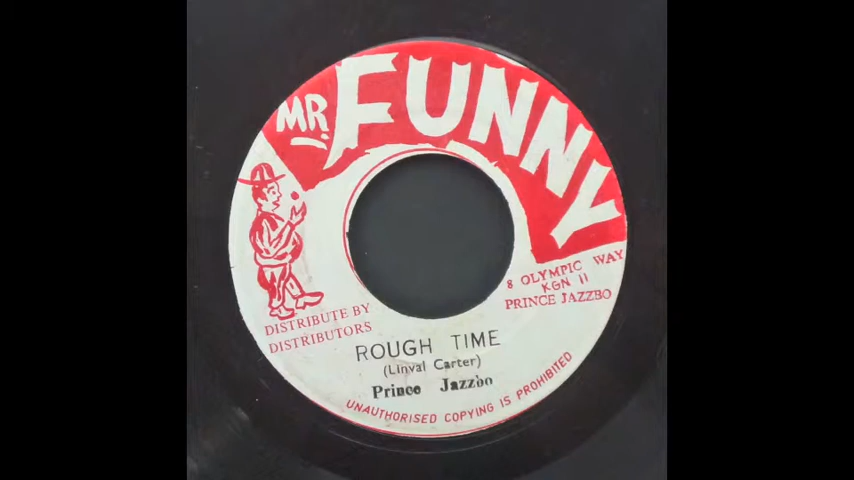 MR. FUNNY
8 OLYMPIC WAY
KGN 11
PRINCE JAZZBO
DISTRIBUTE BY
DISTRIBUTORS
ROUGH TIME
(Linval Carter)
Prince Jazzbo
UNAUTHORISED COPYING IS PROHIBITED